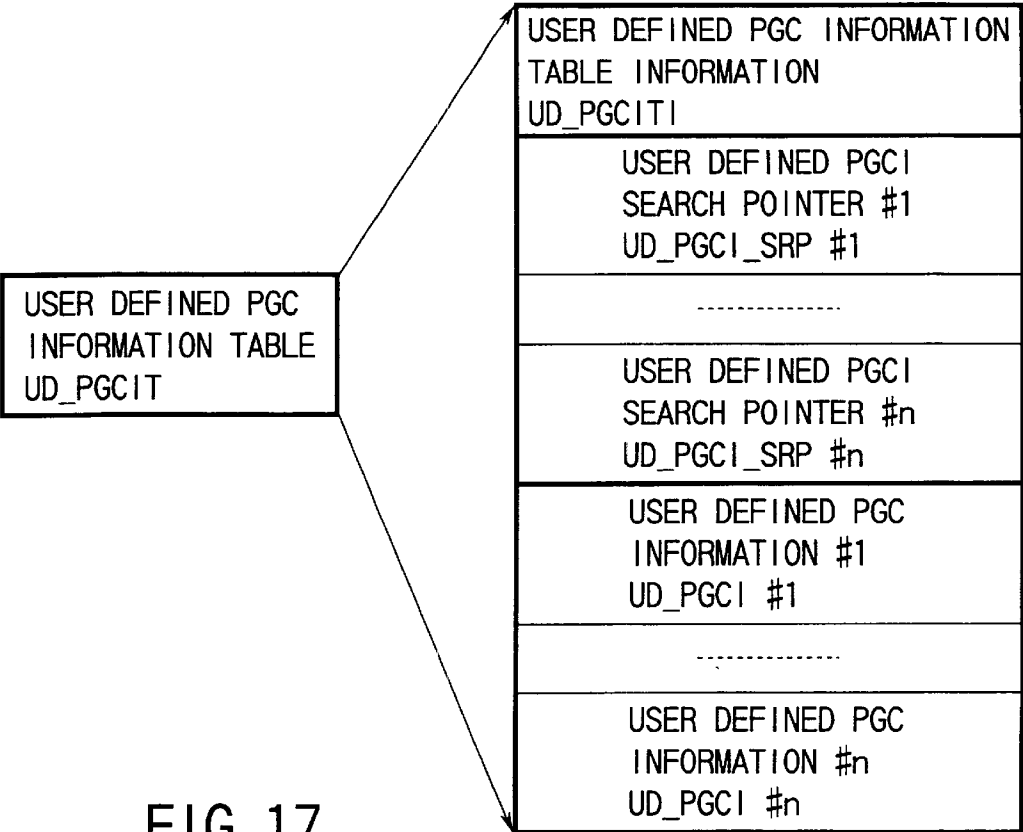 USER DEFINED PGC
INFORMATION TABLE
UD_PGCIT
USER DEFINED PGC INFORMATION
TABLE INFORMATION
UD_PGCITI
USER DEFINED PGCI
SEARCH POINTER #1
UD_PGCI_SRP #1
USER DEFINED PGCI
SEARCH POINTER #n
UD_PGCI_SRP #n
USER DEFINED PGC
INFORMATION #1
UD_PGCI #1
USER DEFINED PGC
INFORMATION #n
UD_PGCI #n
FIG. 17